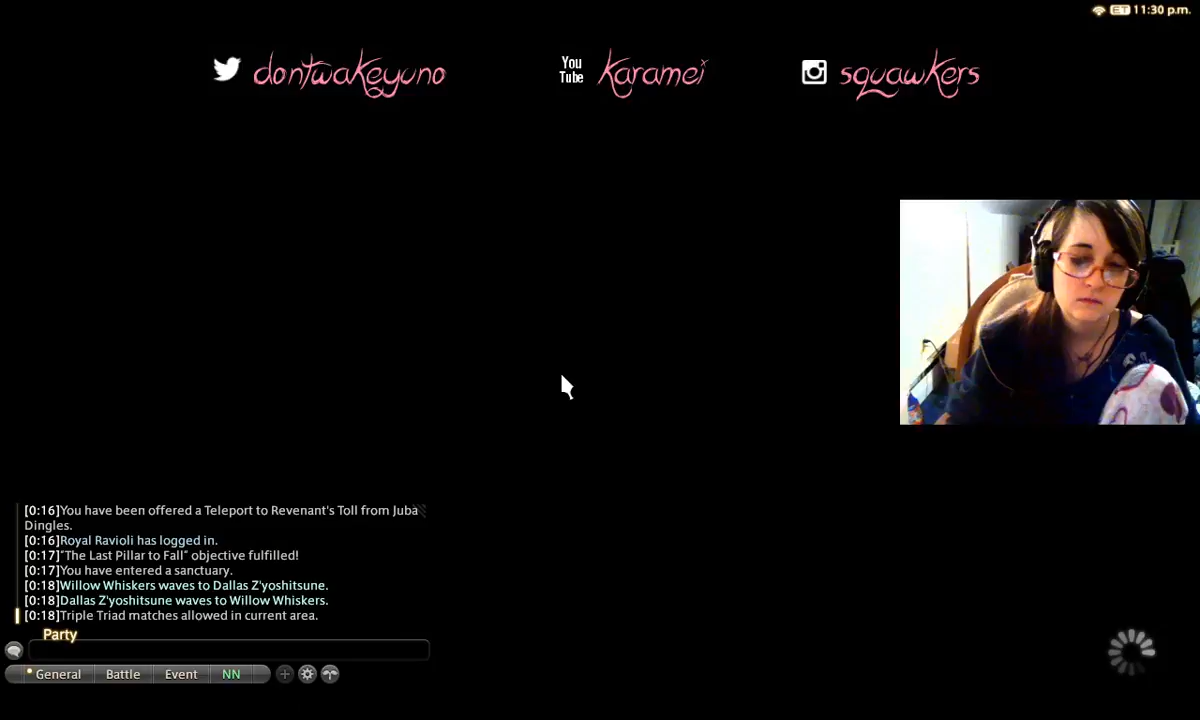 ET 11:30 p.m.
dontwakeyuno
You Tube
karamei
squawkers
[0:16]You have been offered a Teleport to Revenant's Toll from Juba
Dingles.
[0:16]Royal Ravioli has logged in.
[0:17]"The Last Pillar to Fall" objective fulfilled!
[0:17]You have entered a sanctuary.
[0:18]Willow Whiskers waves to Dallas Z'yoshitsune.
[0:18]Dallas Z'yoshitsune waves to Willow Whiskers.
[0:18]Triple Triad matches allowed in current area.
Party
General Battle Event NN